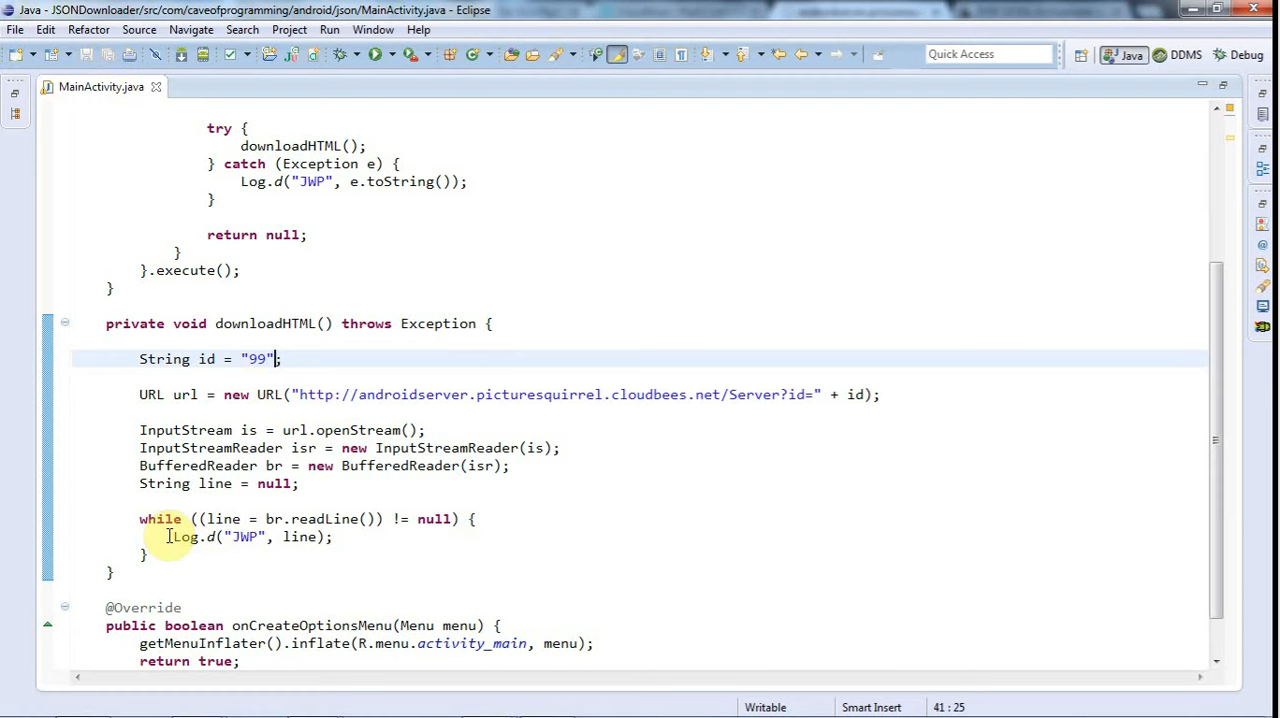 Java - JSONDownloader/src/com/caveofprogramming/android/json/MainActivity.java - Eclipse
File Edit Refactor Source Navigate Search Project Run Window Help
Quick Access
Java
DDMS
Debug
MainActivity.java
try {
downloadHTML();
} catch (Exception e) {
Log.d("JWP", e.toString());
}
return null;
}
}.execute();
}
private void downloadHTML() throws Exception {
String id = "99";
URL url = new URL("http://androidserver.picturesquirrel.cloudbees.net/Server?id=" + id);
InputStream is = url.openStream();
InputStreamReader isr = new InputStreamReader(is);
BufferedReader br = new BufferedReader(isr);
String line = null;
while ((line = br.readLine()) != null) {
Log.d("JWP", line);
}
}
@Override
public boolean onCreateOptionsMenu(Menu menu) {
getMenuInflater().inflate(R.menu.activity_main, menu);
return true;
Writable
Smart Insert
41 : 25